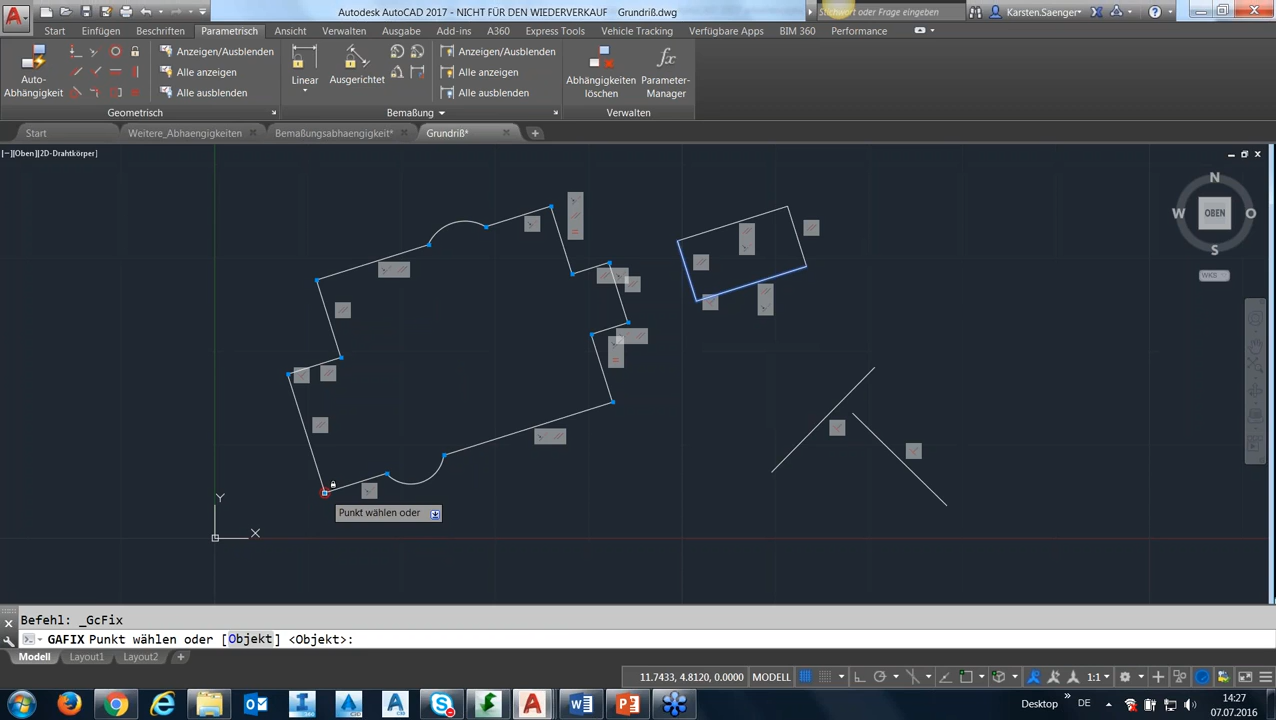 Autodesk AutoCAD 2017 - NICHT FÜR DEN WIEDERVERKAUF Grundriß.dwg
Stichwort oder Frage eingeben
Karsten.Saenger
Start Einfügen Beschriften Parametrisch Ansicht Verwalten Ausgabe Add-ins A360 Express Tools Vehicle Tracking Verfügbare Apps BIM 360 Performance
Auto-
Abhängigkeit
Anzeigen/Ausblenden
Alle anzeigen
Alle ausblenden
Linear
Ausgerichtet
Anzeigen/Ausblenden
Alle anzeigen
Alle ausblenden
Abhängigkeiten
löschen
fx
Parameter-
Manager
Geometrisch
Bemaßung
Verwalten
Start Weitere_Abhaengigkeiten Bemaßungsabhaengigkeit* Grundriß*
[−][Oben][2D-Drahtkörper]
N
W OBEN O
S
WKS
Punkt wählen oder
Y
X
Befehl: _GcFix
GAFIX Punkt wählen oder [Objekt] <Objekt>:
Modell Layout1 Layout2 +
11.7433, 4.8120, 0.0000 MODELL
1:1
Desktop » DE
14:27
07.07.2016